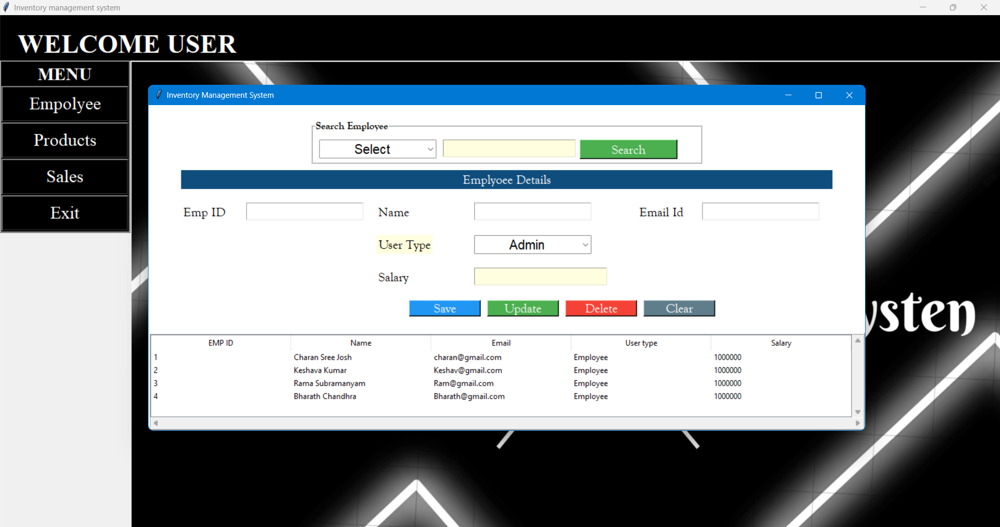 Inventory management system
WELCOME USER
MENU
Empolyee
Products
Sales
Exit
Inventory Management System
Search Employee
Select
Search
Emplyoee Details
Emp ID
Name
Email Id
User Type
Admin
Salary
Save Update Delete Clear
EMP ID Name Email User type Salary
1 Charan Sree Josh charan@gmail.com Employee 1000000
2 Keshava Kumar Keshav@gmail.com Employee 1000000
3 Rama Subramanyam Ram@gmail.com Employee 1000000
4 Bharath Chandhra Bharath@gmail.com Employee 1000000